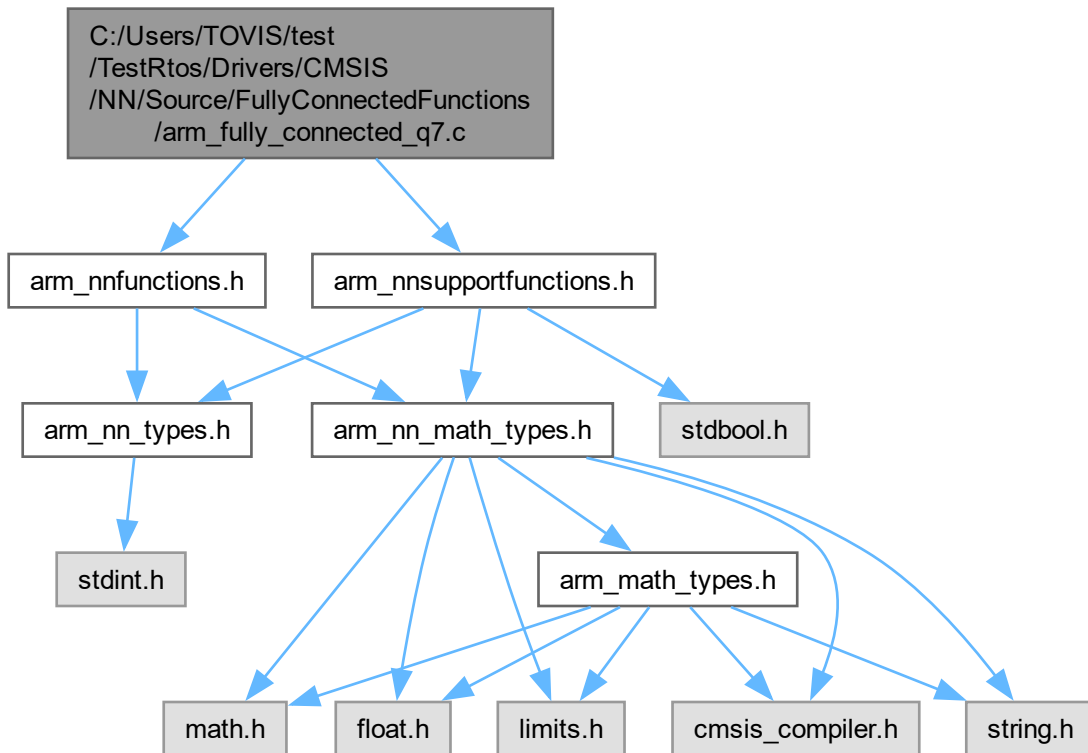 C:/Users/TOVIS/test
/TestRtos/Drivers/CMSIS
/NN/Source/FullyConnectedFunctions
/arm_fully_connected_q7.c
arm_nnfunctions.h
arm_nnsupportfunctions.h
arm_nn_types.h
arm_nn_math_types.h
stdbool.h
stdint.h
arm_math_types.h
math.h
float.h
limits.h
cmsis_compiler.h
string.h